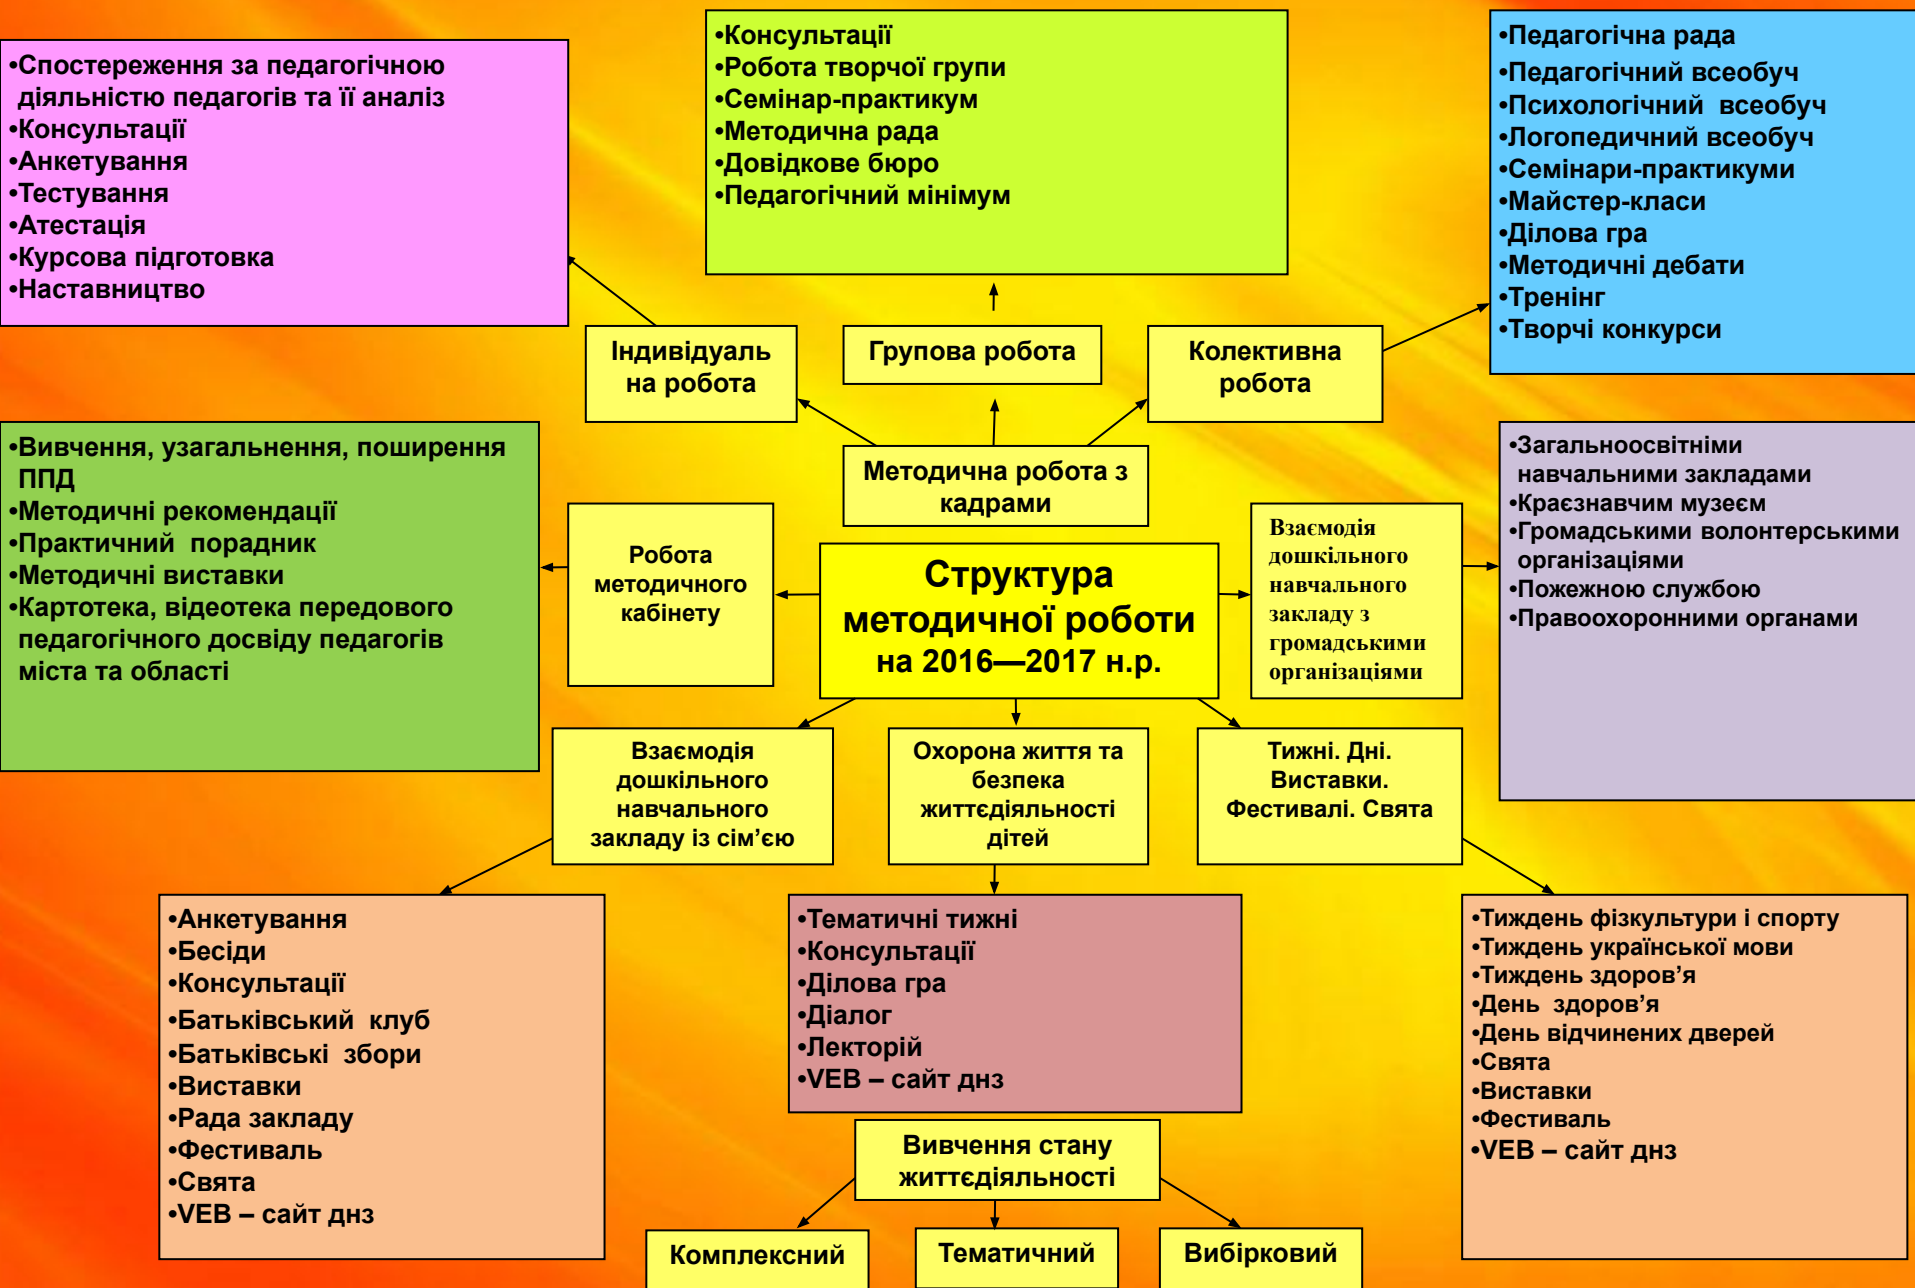 •Спостереження за педагогічною
діяльністю педагогів та її аналіз
•Консультації
•Анкетування
•Тестування
•Атестація
•Курсова підготовка
•Наставництво
•Консультації
•Робота творчої групи
•Семінар-практикум
•Методична рада
•Довідкове бюро
•Педагогічний мінімум
•Педагогічна рада
•Педагогічний всеобуч
•Психологічний всеобуч
•Логопедичний всеобуч
•Семінари-практикуми
•Майстер-класи
•Ділова гра
•Методичні дебати
•Тренінг
•Творчі конкурси
Індивідуаль
на робота
Групова робота
Колективна
робота
Методична робота з
кадрами
•Вивчення, узагальнення, поширення
ППД
•Методичні рекомендації
•Практичний порадник
•Методичні виставки
•Картотека, відеотека передового
педагогічного досвіду педагогів
міста та області
Робота
методичного
кабінету
Структура
методичної роботи
на 2016—2017 н.р.
Взаємодія
дошкільного
навчального
закладу з
громадськими
організаціями
•Загальноосвітніми
навчальними закладами
•Краєзнавчим музеєм
•Громадськими волонтерськими
організаціями
•Пожежною службою
•Правоохоронними органами
Взаємодія
дошкільного
навчального
закладу із сім’єю
Охорона життя та
безпека
життєдіяльності
дітей
Тижні. Дні.
Виставки.
Фестивалі. Свята
•Анкетування
•Бесіди
•Консультації
•Батьківський клуб
•Батьківські збори
•Виставки
•Рада закладу
•Фестиваль
•Свята
•VEB – сайт днз
•Тематичні тижні
•Консультації
•Ділова гра
•Діалог
•Лекторій
•VEB – сайт днз
•Тиждень фізкультури і спорту
•Тиждень української мови
•Тиждень здоров’я
•День здоров’я
•День відчинених дверей
•Свята
•Виставки
•Фестиваль
•VEB – сайт днз
Вивчення стану
життєдіяльності
Комплексний
Тематичний
Вибірковий